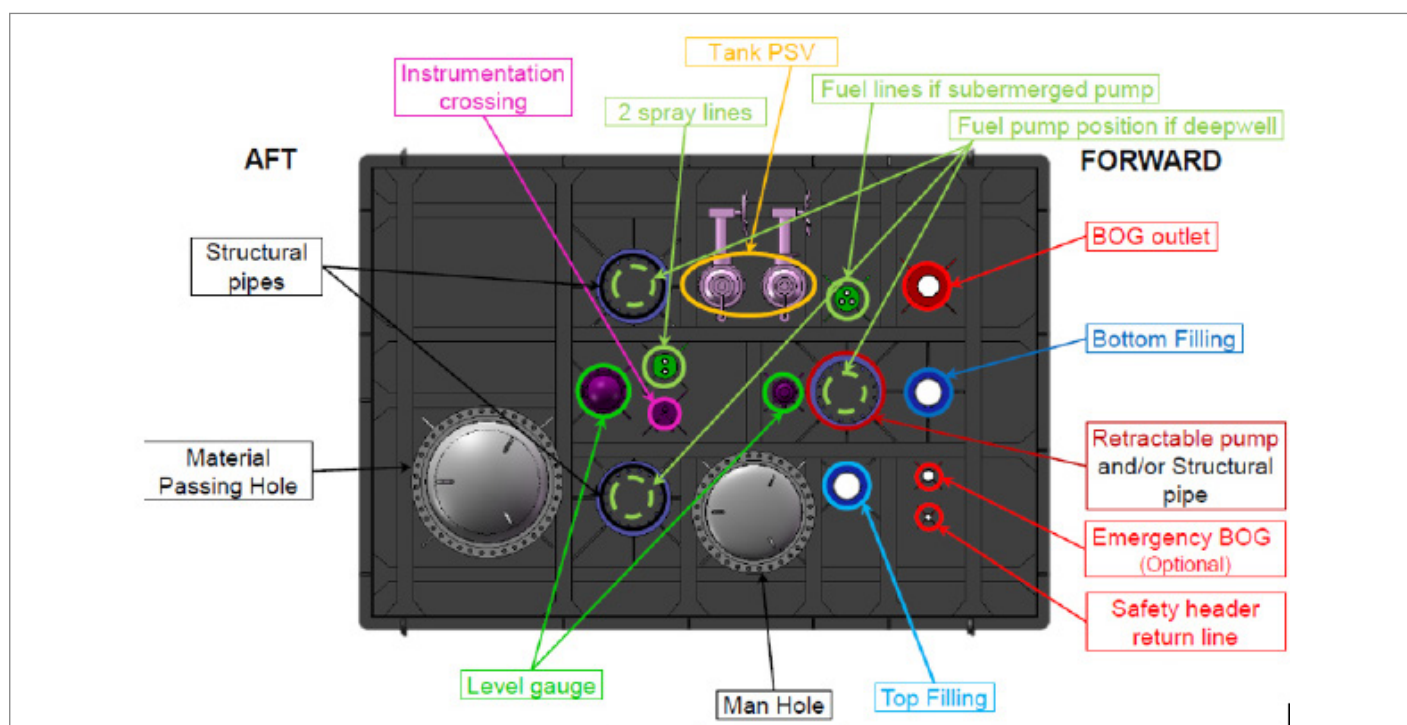 Tank PSV
Instrumentation
crossing
Fuel lines if subermerged pump
2 spray lines
Fuel pump position if deepwell
AFT
FORWARD
BOG outlet
Structural
pipes
Bottom Filling
Material
Passing Hole
Retractable pump
and/or Structural
pipe
Emergency BOG
(Optional)
Safety header
return line
Level gauge
Man Hole
Top Filling